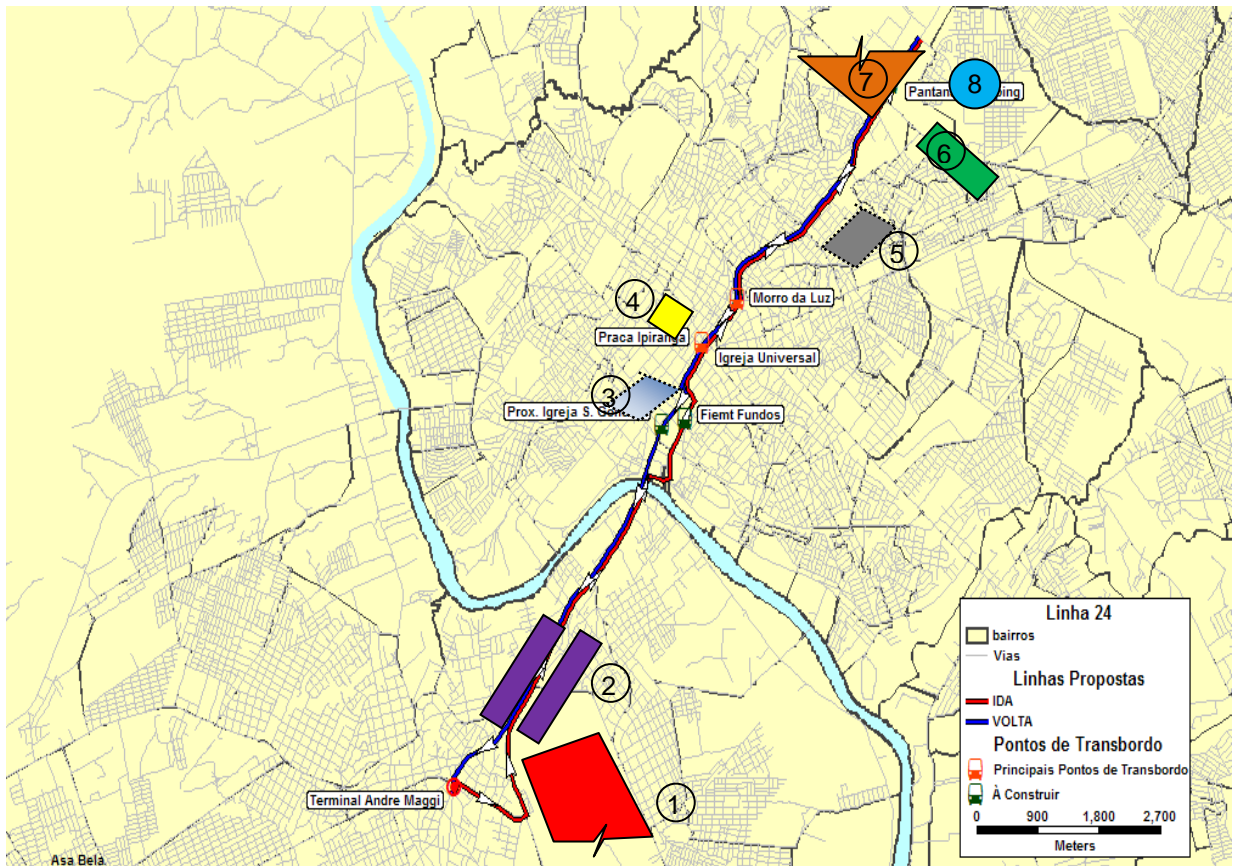 7
8
Pantan
ing
6
5
4
Morro da Luz
Praca Ipiranga
Igreja Universal
3
Prox. Igreja S. Gon
Fiemt Fundos
2
1
Terminal Andre Maggi
Asa Bela
Linha 24
bairros
Vias
Linhas Propostas
IDA
VOLTA
Pontos de Transbordo
Principais Pontos de Transbordo
À Construir
0 900 1,800 2,700
Meters